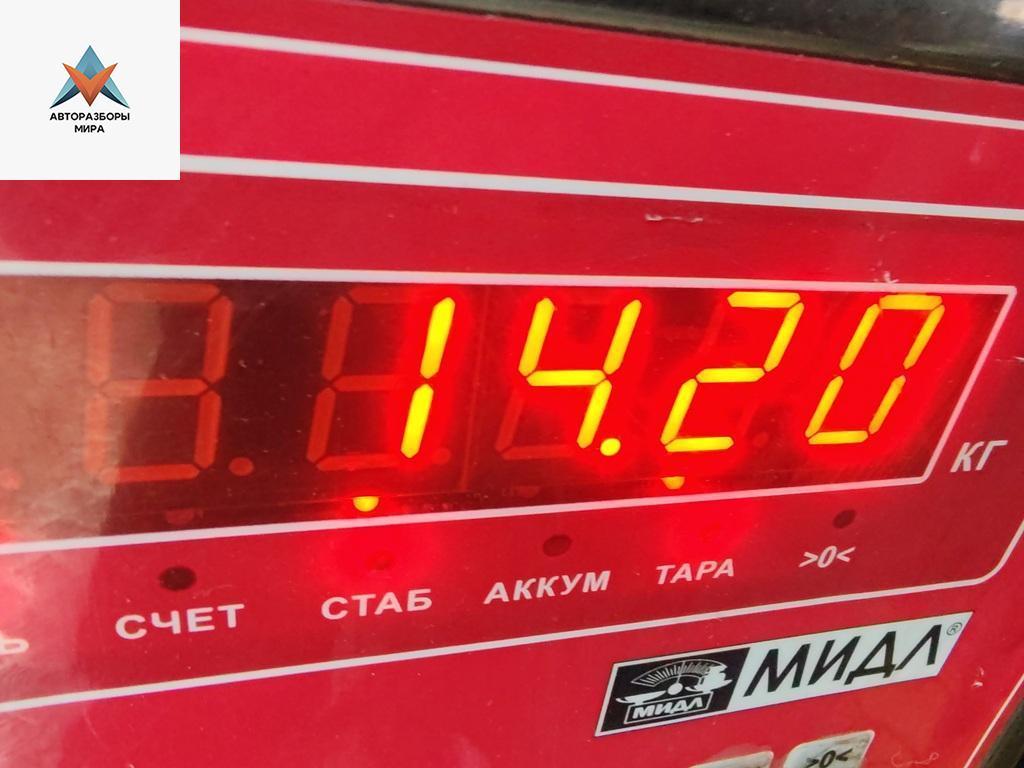 АВТОРАЗБОРЫ
МИРА
14.20
КГ
СЧЕТ СТАБ АККУМ ТАРА >0<
МИДЛ МИДЛ®
>0<